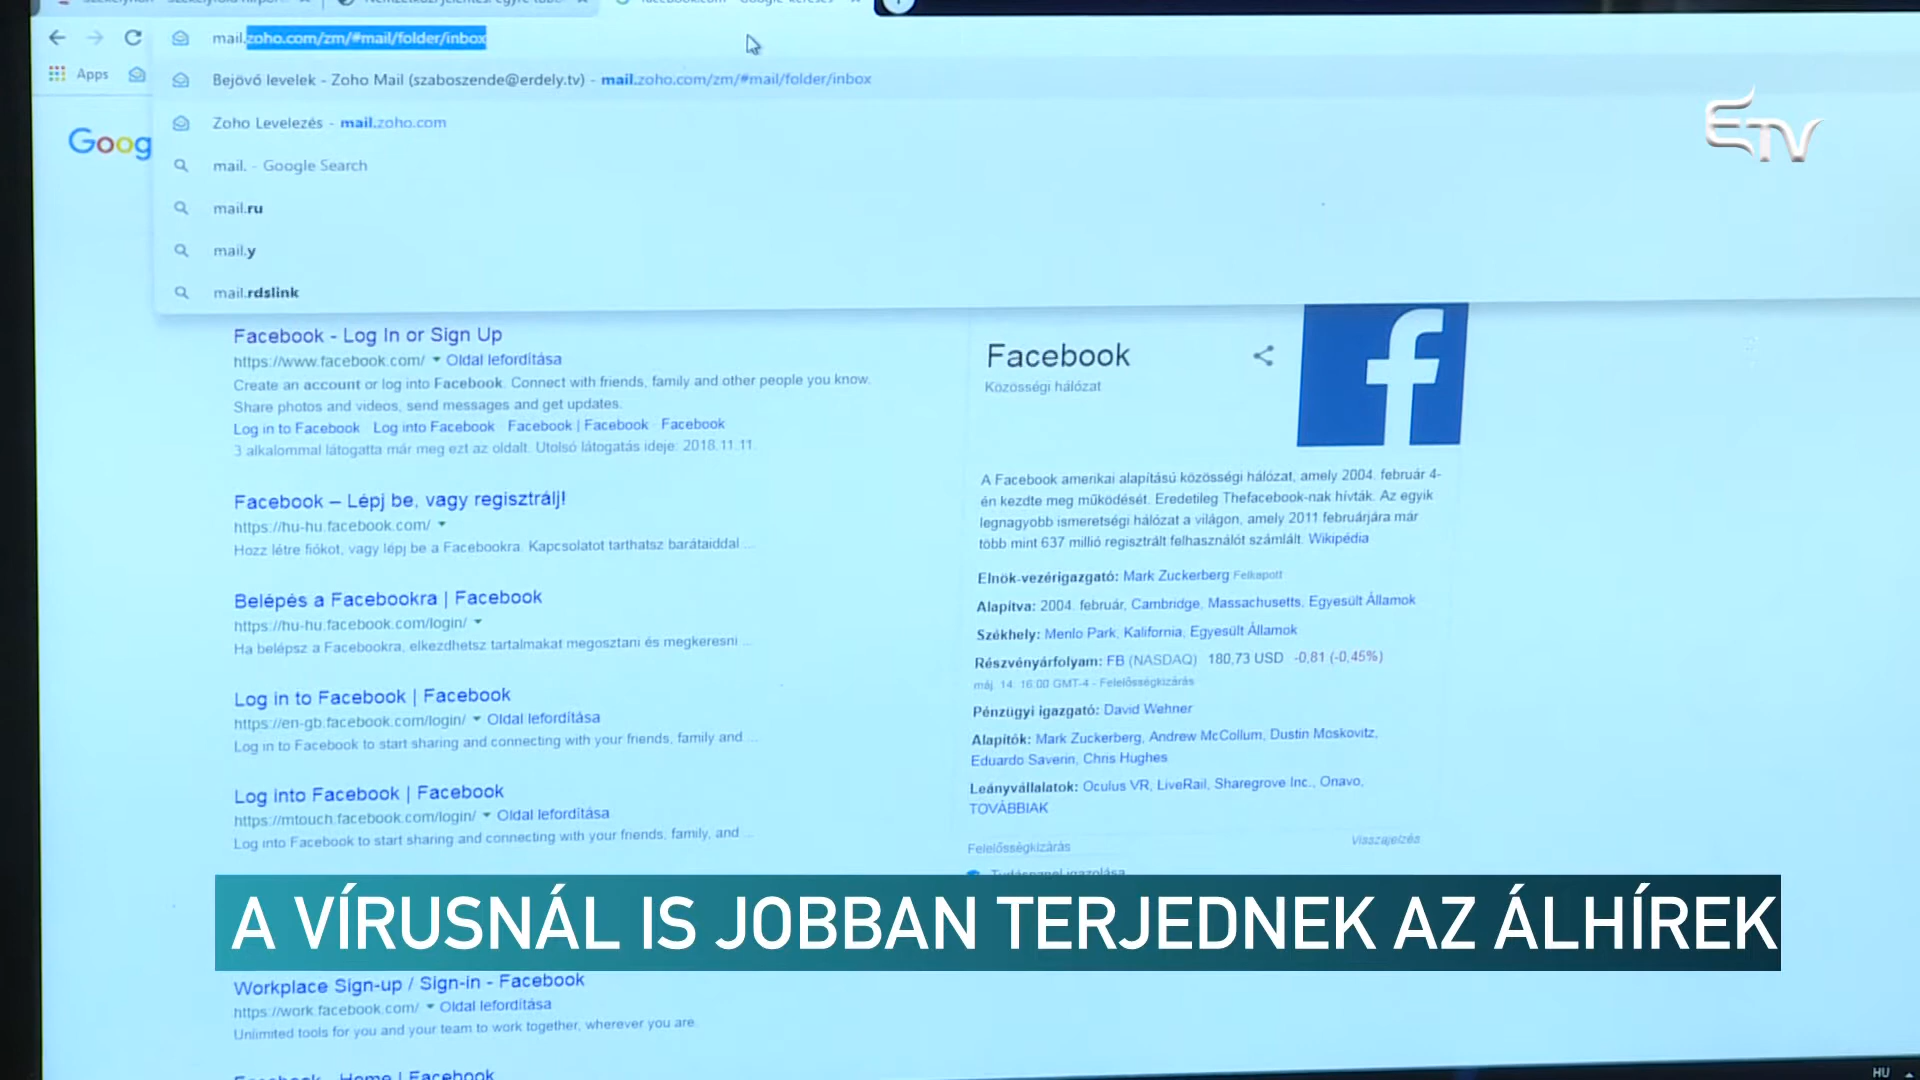 facebook.com - Google-keresés
mail.zoho.com/zm/#mail/folder/inbox
Apps
Bejövő levelek - Zoho Mail (szaboszende@erdely.tv) - mail.zoho.com/zm/#mail/folder/inbox
Zoho Levelezés - mail.zoho.com
mail. - Google Search
mail.ru
mail.y
mail.rdslink
Goog
ETV
Facebook - Log In or Sign Up
https://www.facebook.com/ Oldal lefordítása
Create an account or log into Facebook. Connect with friends, family and other people you know.
Share photos and videos, send messages and get updates.
Log in to Facebook · Log into Facebook · Facebook | Facebook · Facebook
3 alkalommal látogatta már meg ezt az oldalt. Utolsó látogatás ideje: 2018.11.11.
Facebook – Lépj be, vagy regisztrálj!
https://hu-hu.facebook.com/
Hozz létre fiókot, vagy lépj be a Facebookra. Kapcsolatot tarthatsz barátaiddal ...
Belépés a Facebookra | Facebook
https://hu-hu.facebook.com/login/
Ha belépsz a Facebookra, elkezdhetsz tartalmakat megosztani és megkeresni ...
Log in to Facebook | Facebook
https://en-gb.facebook.com/login/ Oldal lefordítása
Log in to Facebook to start sharing and connecting with your friends, family and ...
Log into Facebook | Facebook
https://mtouch.facebook.com/login/ Oldal lefordítása
Log into Facebook to start sharing and connecting with your friends, family, and ...
Facebook
Közösségi hálózat
A Facebook amerikai alapítású közösségi hálózat, amely 2004. február 4-
én kezdte meg működését. Eredetileg Thefacebook-nak hívták. Az egyik
legnagyobb ismeretségi hálózat a világon, amely 2011 februárjára már
több mint 637 millió regisztrált felhasználót számlált. Wikipédia
Elnök-vezérigazgató: Mark Zuckerberg Felkapott
Alapítva: 2004. február, Cambridge, Massachusetts, Egyesült Államok
Székhely: Menlo Park, Kalifornia, Egyesült Államok
Részvényárfolyam: FB (NASDAQ) 180,73 USD -0,81 (-0,45%)
máj. 14. 16:00 GMT-4 - Felelősségkizárás
Pénzügyi igazgató: David Wehner
Alapítók: Mark Zuckerberg, Andrew McCollum, Dustin Moskovitz,
Eduardo Saverin, Chris Hughes
Leányvállalatok: Oculus VR, LiveRail, Sharegrove Inc., Onavo,
TOVÁBBIAK
Felelősségkizárás
Visszajelzés
Tudáspanel igazolása
A VÍRUSNÁL IS JOBBAN TERJEDNEK AZ ÁLHÍREK
Workplace Sign-up / Sign-in - Facebook
https://work.facebook.com/ Oldal lefordítása
Unlimited tools for you and your team to work together, wherever you are.
Facebook - Home | Facebook
HU